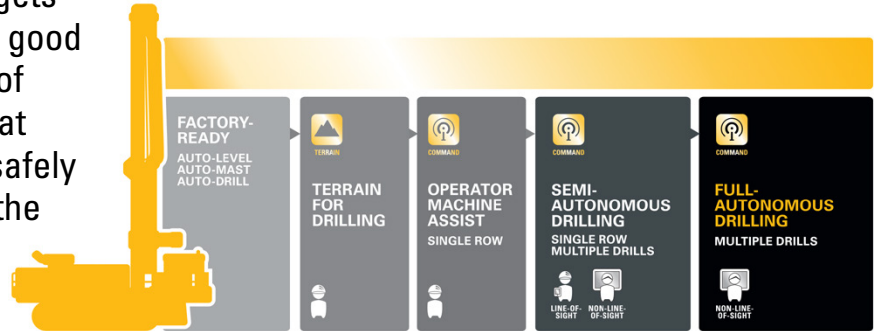 gets
good
of
at
safely
the
FACTORY-
READY
AUTO-LEVEL
AUTO-MAST
AUTO-DRILL
TERRAIN
TERRAIN
FOR
DRILLING
COMMAND
OPERATOR
MACHINE
ASSIST
SINGLE ROW
COMMAND
SEMI-
AUTONOMOUS
DRILLING
SINGLE ROW
MULTIPLE DRILLS
LINE-OF-
SIGHT
NON-LINE-
OF-SIGHT
COMMAND
FULL-
AUTONOMOUS
DRILLING
MULTIPLE DRILLS
NON-LINE-
OF-SIGHT